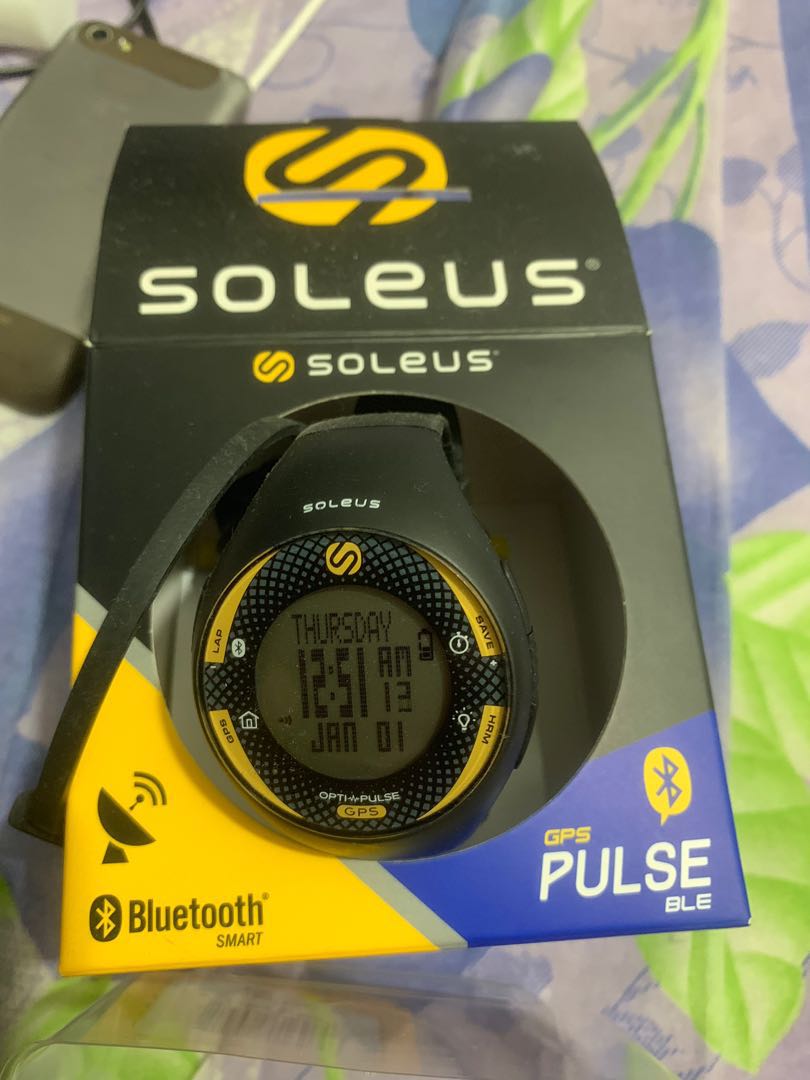 SOLEUS®
SOLEUS®
SOLEUS
LAP
SAVE
THURSDAY
12:51 AM
13
JAN 01
-
+
GPS
HRM
OPTI PULSE
GPS
GPS
PULSE
BLE
Bluetooth®
SMART